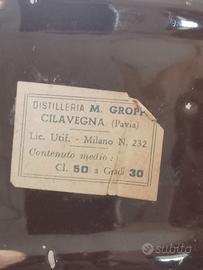 DISTILLERIA M. GROPP
CILAVEGNA (Pavia)
Lic. Utif. - Milano N. 232
Contenuto medio:
Cl. 50 a Gradi 30
subito